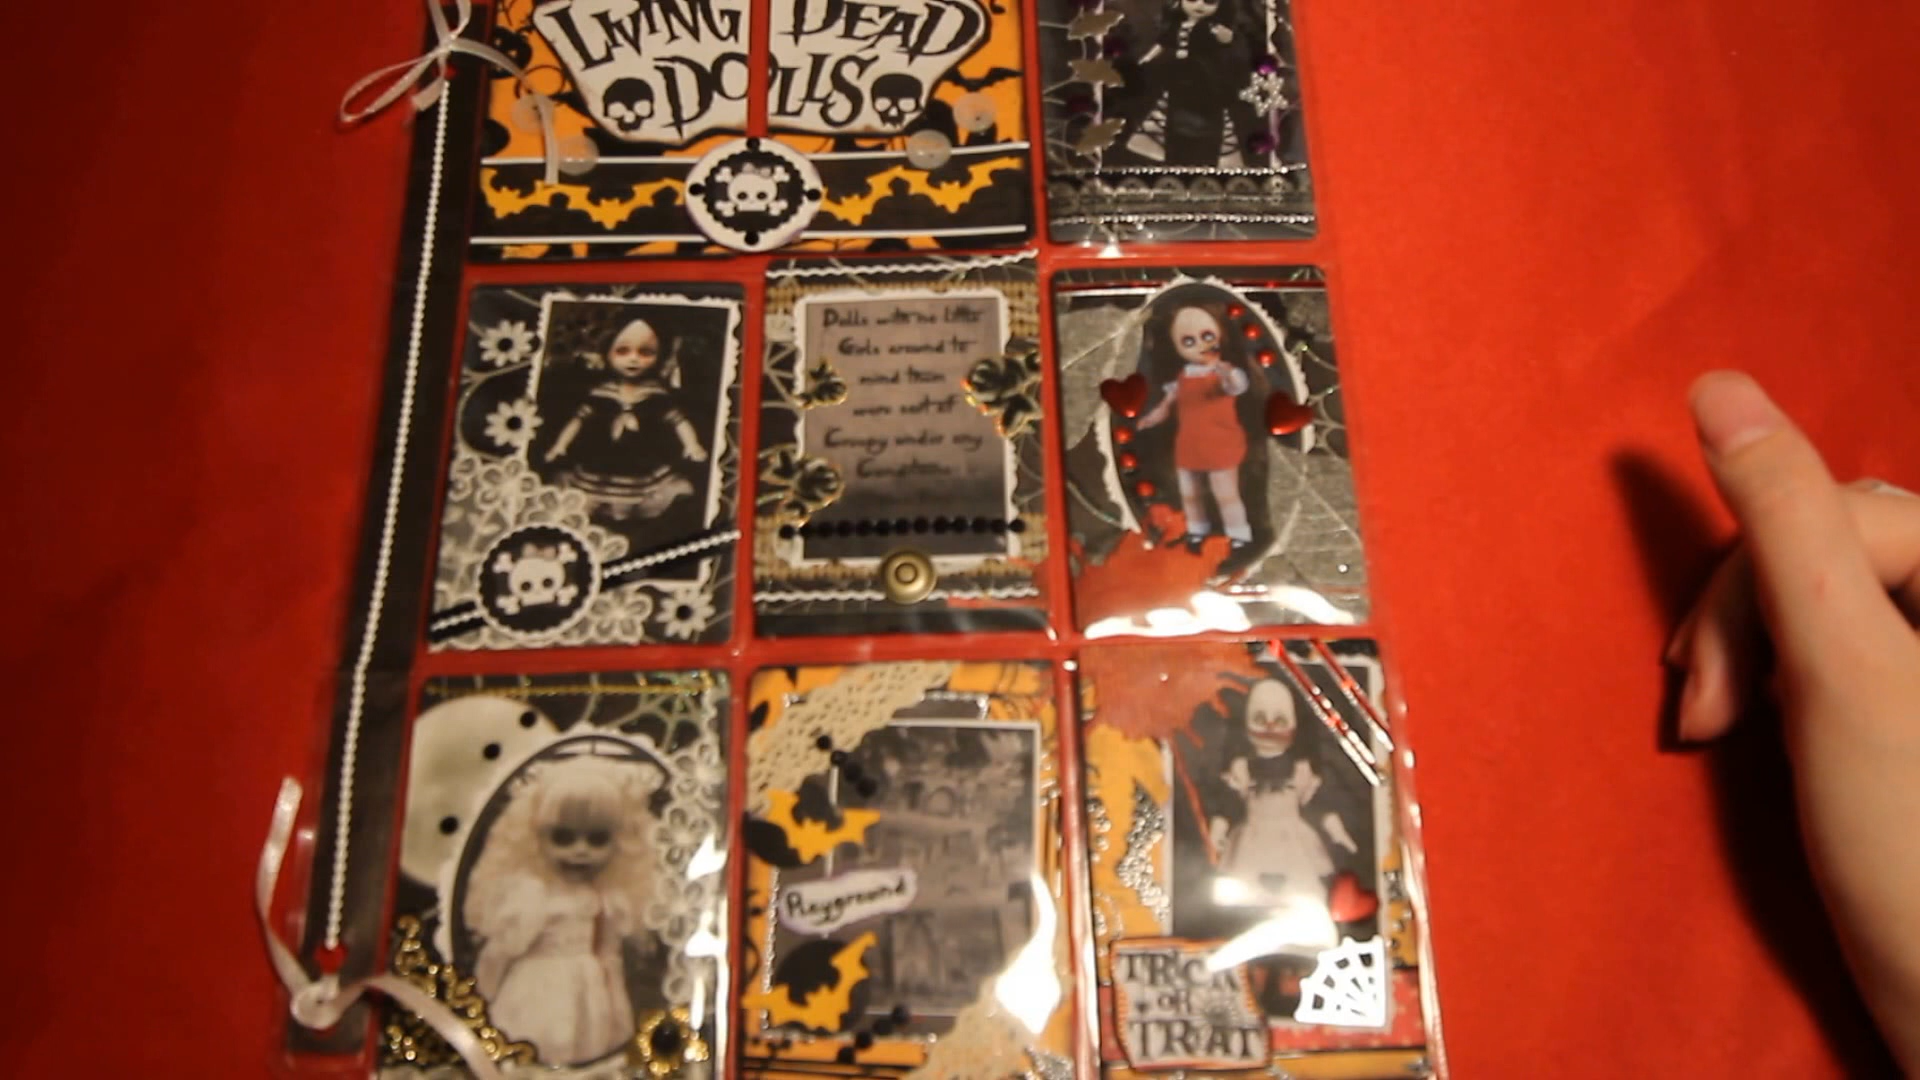 LIVING DEAD
DOLLS
Dolls with no little
Girls around to
mind them
were sort of
Creepy under any
Conditions.
Playground
TRICK
OR
TREAT